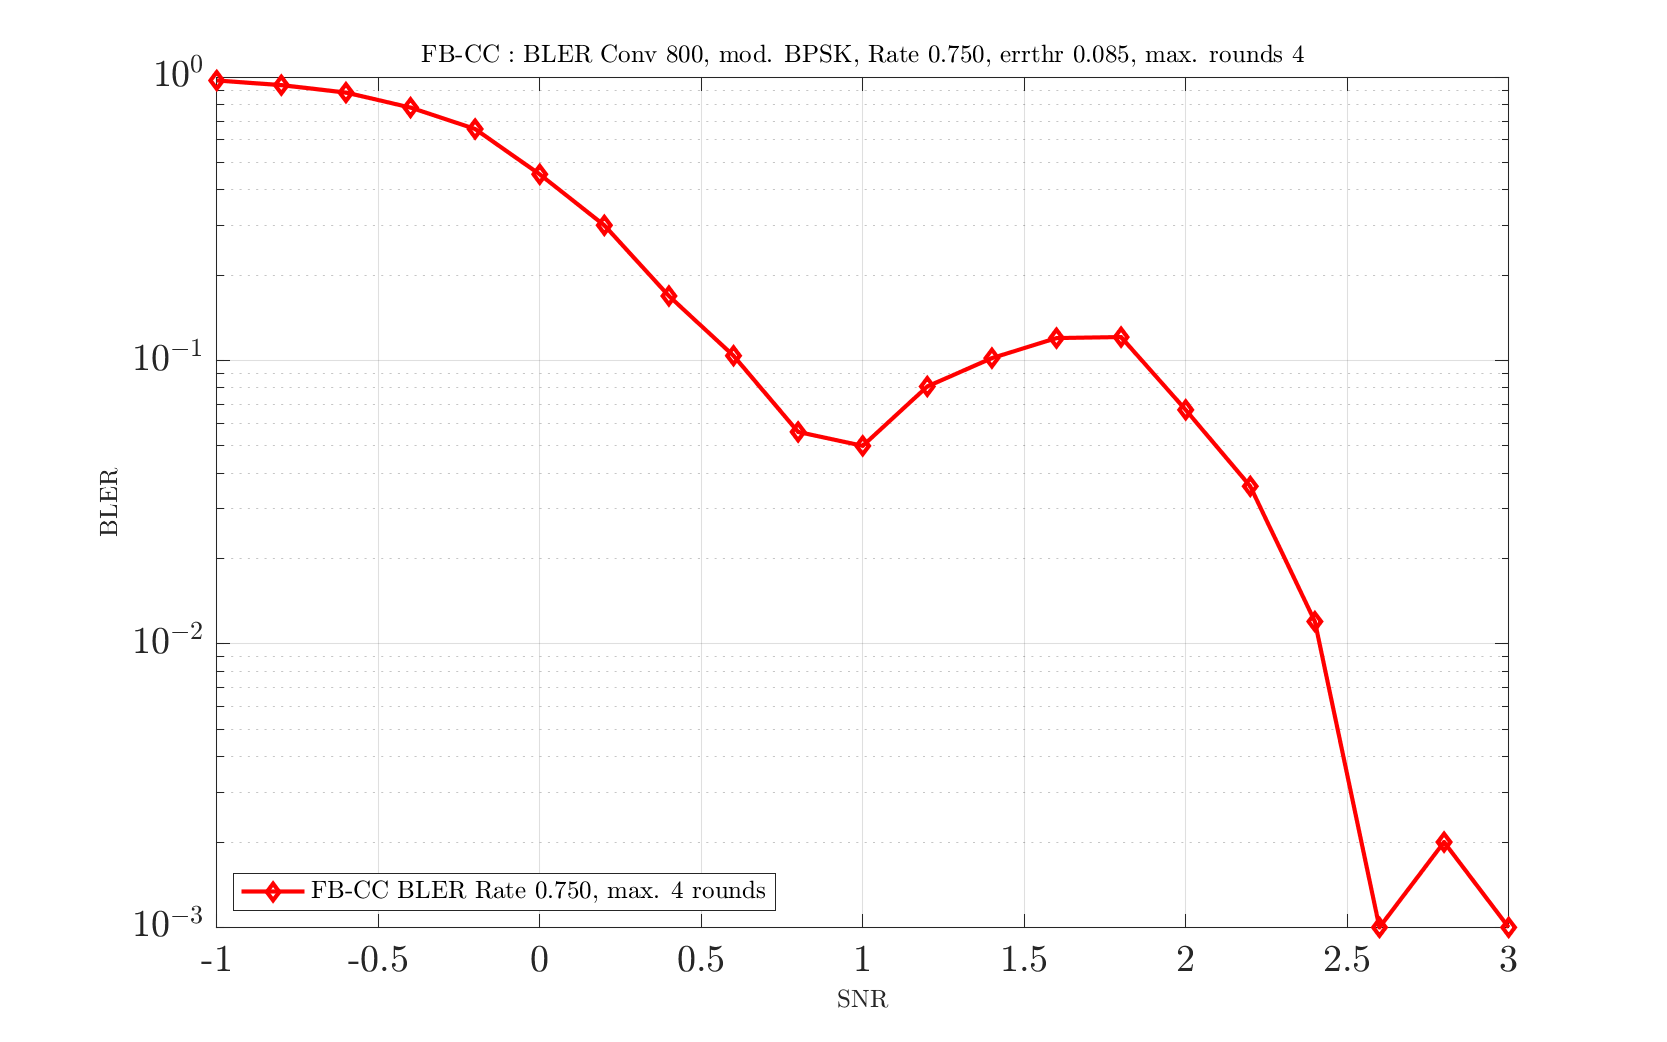 FB-CC : BLER Conv 800, mod. BPSK, Rate 0.750, errthr 0.085, max. rounds 4
10^0
10^{-1}
10^{-2}
10^{-3}
BLER
FB-CC BLER Rate 0.750, max. 4 rounds
-1 -0.5 0 0.5 1 1.5 2 2.5 3
SNR